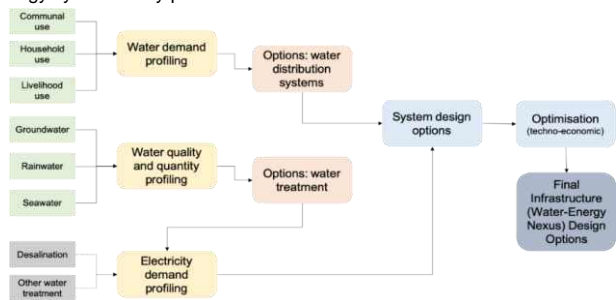 Communal
use
Household
use
Livelihood
use
Water demand
profiling
Options: water
distribution
systems
Groundwater
Rainwater
Seawater
Water quality
and quantity
profiling
Options: water
treatment
Desalination
Other water
treatment
Electricity
demand
profiling
System design
options
Optimisation
(techno-economic)
Final
Infrastructure
(Water-Energy
Nexus) Design
Options